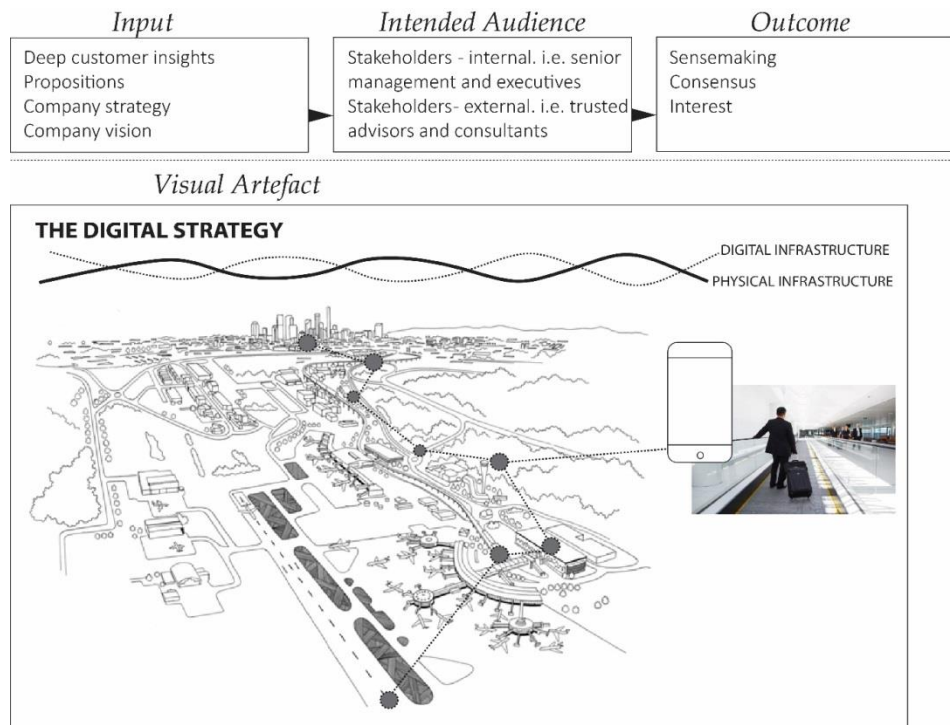 Input
Deep customer insights
Propositions
Company strategy
Company vision
Intended Audience
Stakeholders - internal. i.e. senior
management and executives
Stakeholders- external. i.e. trusted
advisors and consultants
Outcome
Sensemaking
Consensus
Interest
Visual Artefact
THE DIGITAL STRATEGY
DIGITAL INFRASTRUCTURE
PHYSICAL INFRASTRUCTURE